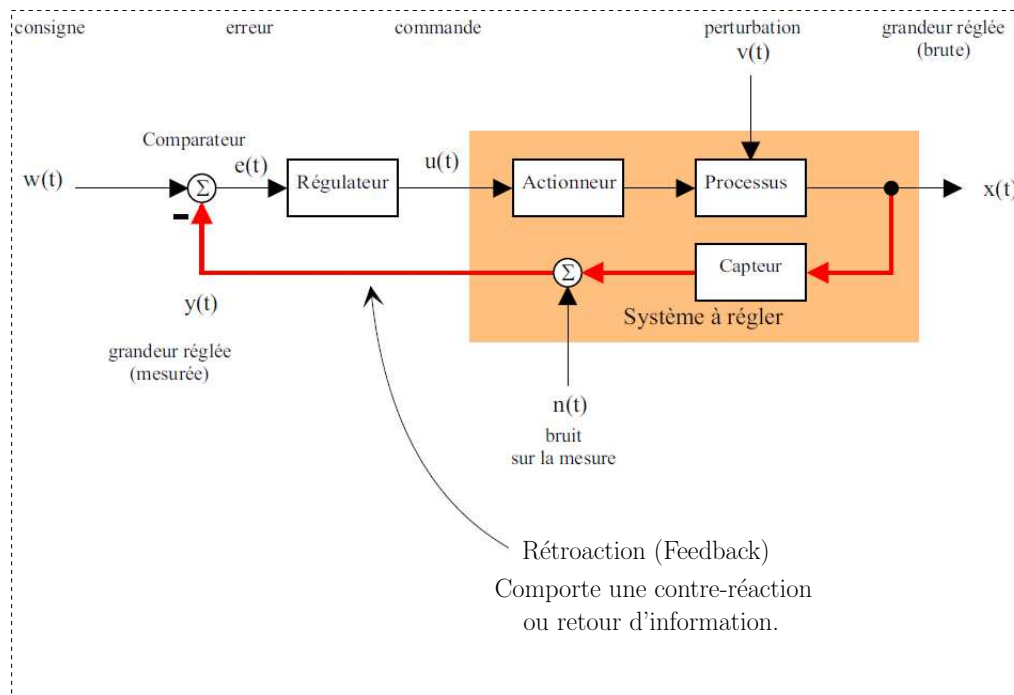 consigne
erreur
commande
perturbation
v(t)
grandeur réglée
(brute)
Comparateur
w(t)
Σ
e(t)
Régulateur
u(t)
Actionneur
Processus
x(t)
−
Σ
Capteur
y(t)
Système à régler
grandeur réglée
(mesurée)
n(t)
bruit
sur la mesure
Rétroaction (Feedback)
Comporte une contre-réaction
ou retour d'information.